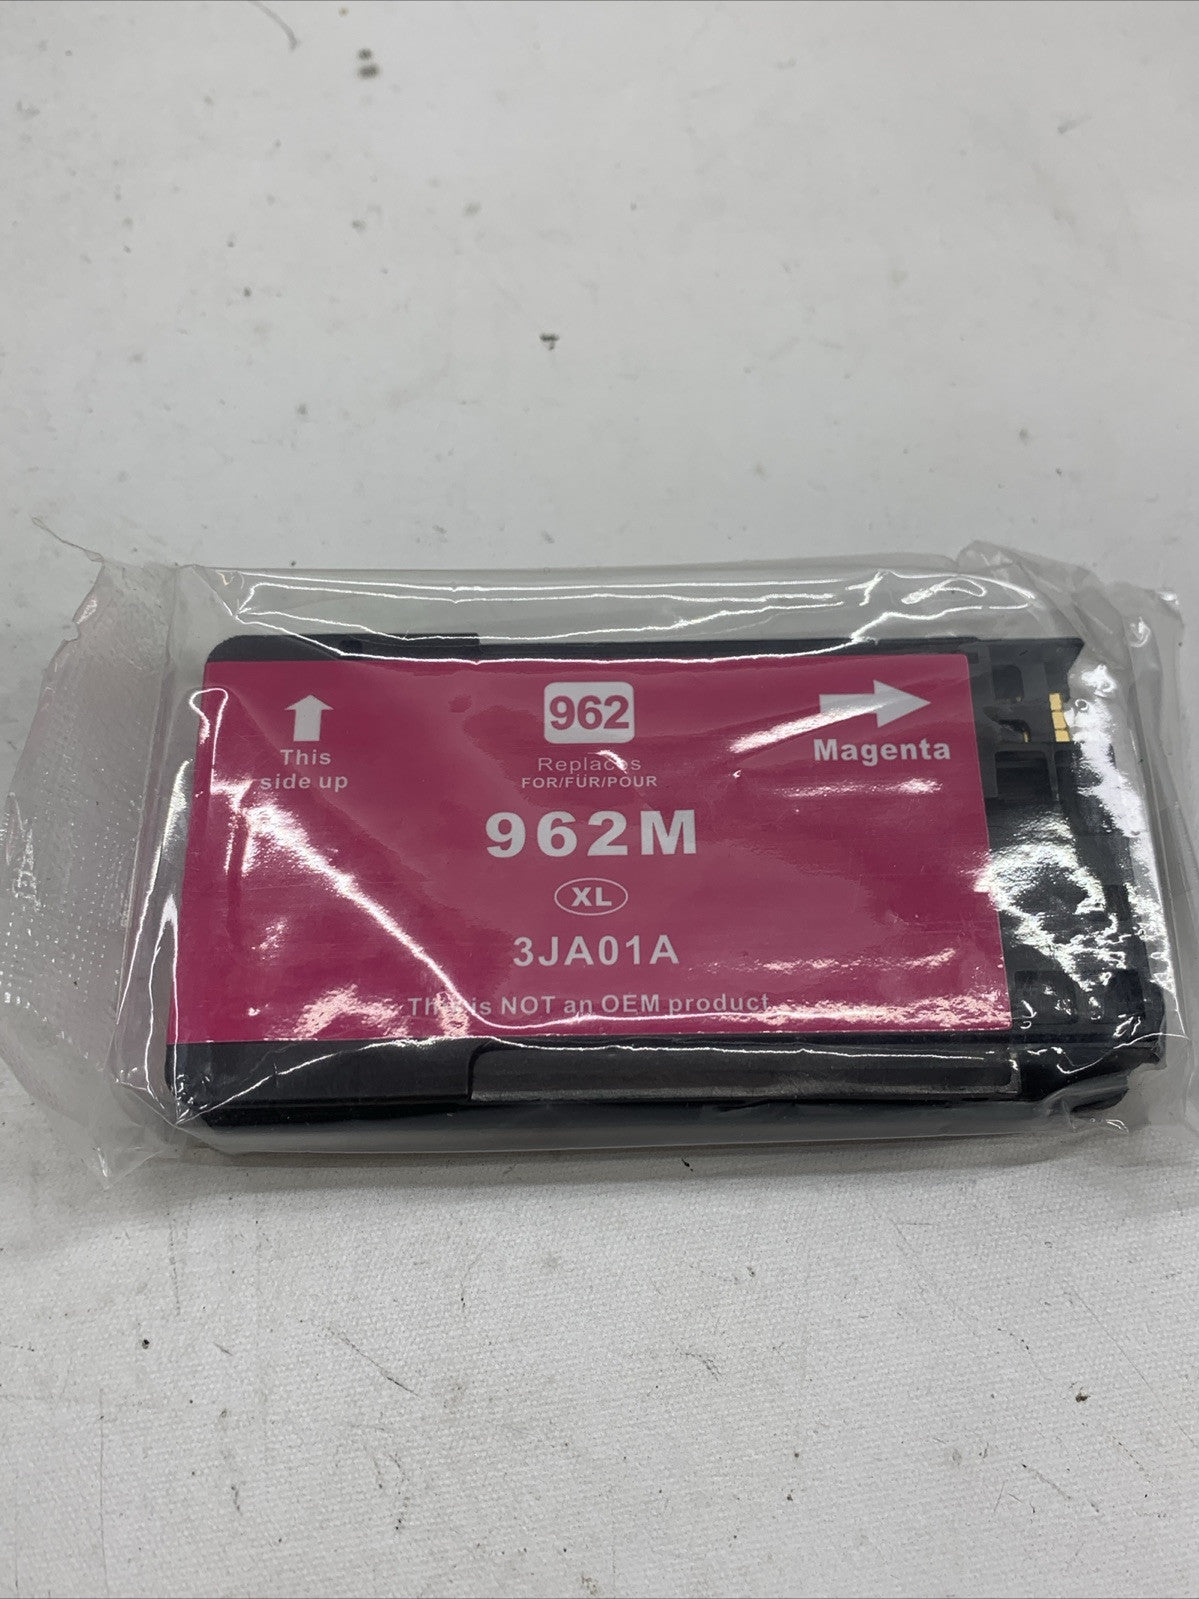 This
side up
962
Replaces
FOR/FÜR/POUR
962M
XL
3JA01A
This is NOT an OEM product
Magenta